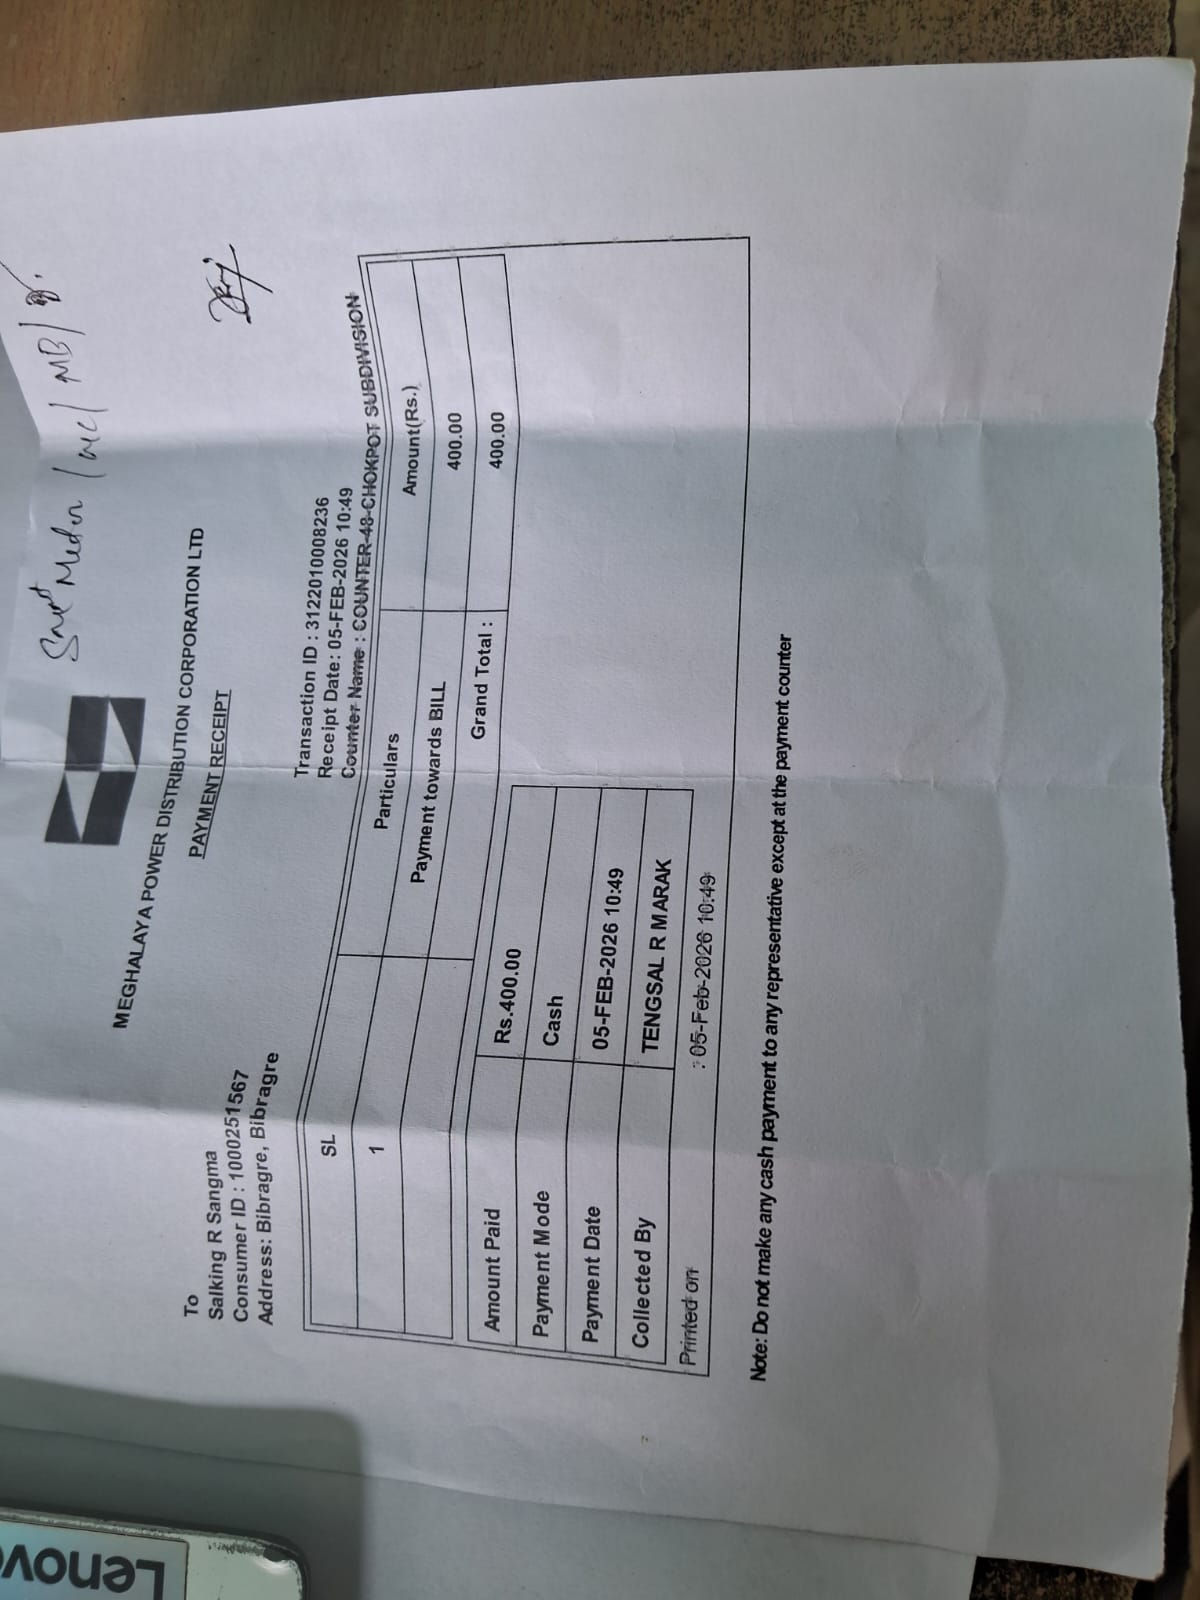 Smart Meter / wc / MB /
MEGHALAYA POWER DISTRIBUTION CORPORATION LTD
PAYMENT RECEIPT
To
Salking R Sangma
Consumer ID : 1000251567
Address: Bibragre, Bibragre
Transaction ID : 3122010008236
Receipt Date: 05-FEB-2026 10:49
Counter Name : COUNTER-48-CHOKPOT SUBDIVISION
SL Particulars Amount(Rs.)
1 Payment towards BILL 400.00
Grand Total : 400.00
Amount Paid Rs.400.00
Payment Mode Cash
Payment Date 05-FEB-2026 10:49
Collected By TENGSAL R MARAK
Printed on : 05-Feb-2026 10:49
Note: Do not make any cash payment to any representative except at the payment counter
Lenovo